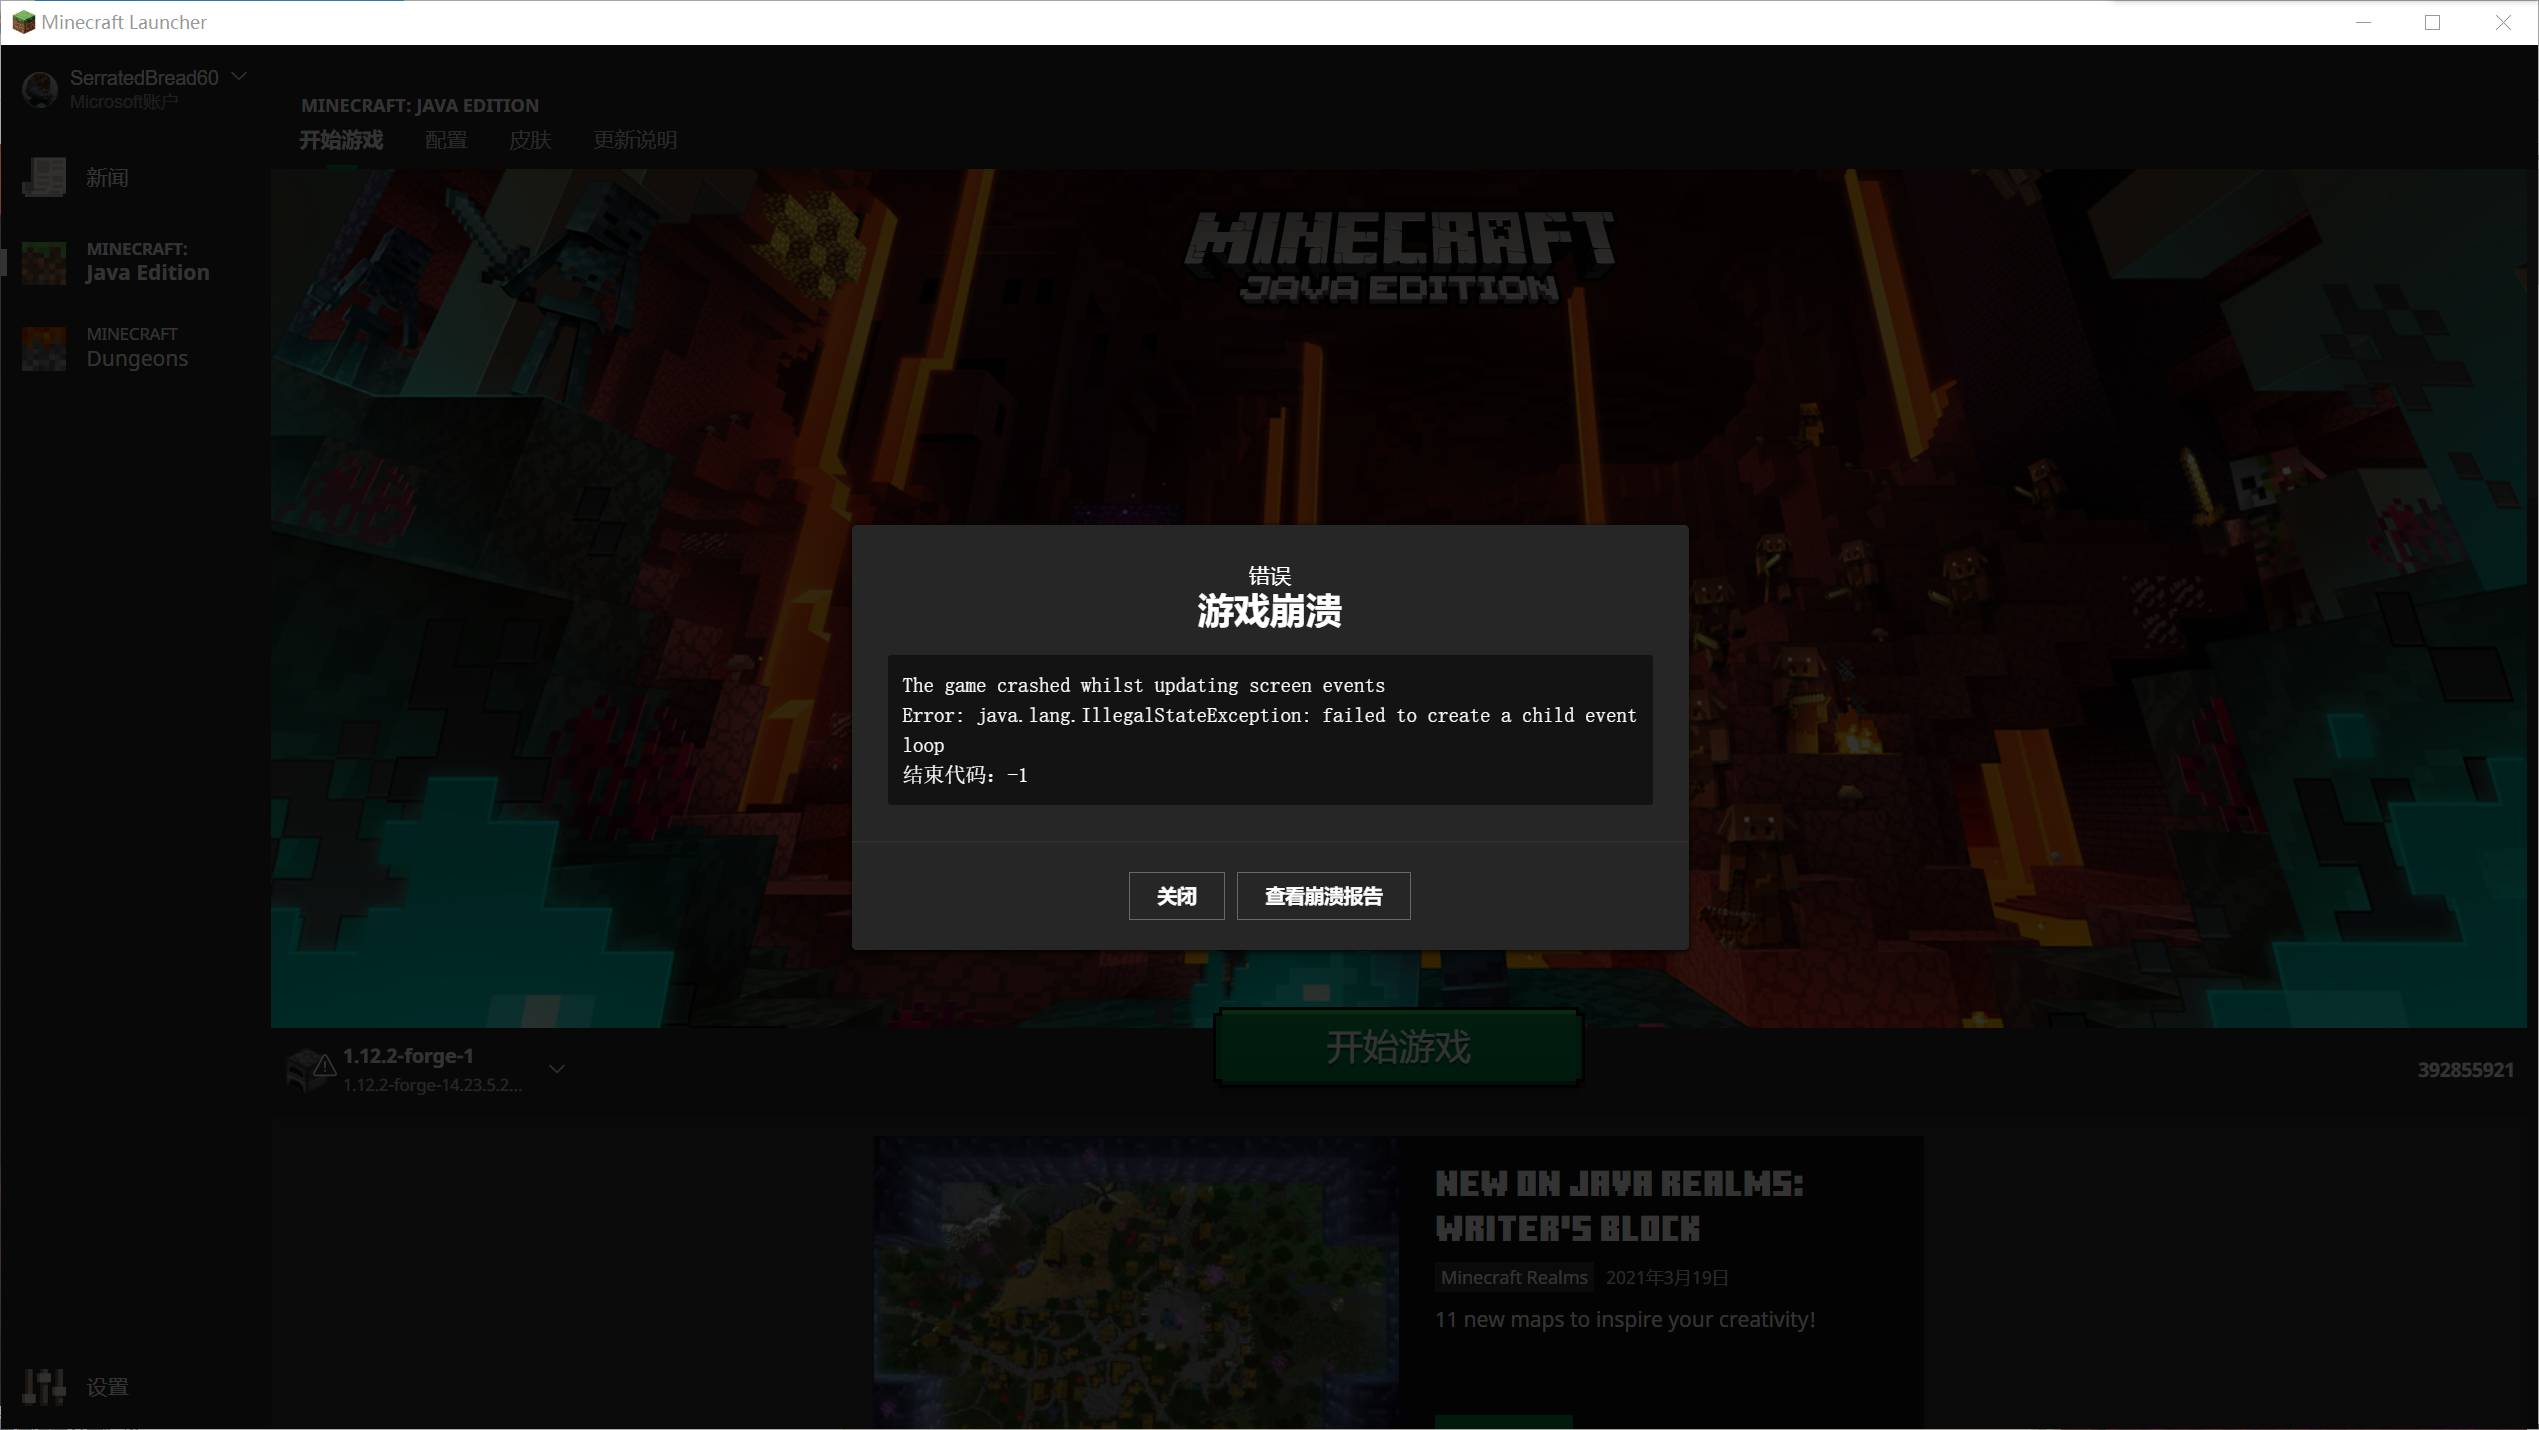 Minecraft Launcher
SerratedBread60
Microsoft账户
新闻
MINECRAFT:
Java Edition
MINECRAFT
Dungeons
设置
MINECRAFT: JAVA EDITION
开始游戏 配置 皮肤 更新说明
MINECRAFT
JAVA EDITION
错误
游戏崩溃
The game crashed whilst updating screen events
Error: java.lang.IllegalStateException: failed to create a child event
loop
结束代码：-1
关闭 查看崩溃报告
1.12.2-forge-1
1.12.2-forge-14.23.5.2...
开始游戏
392855921
NEW ON JAVA REALMS:
WRITER'S BLOCK
Minecraft Realms 2021年3月19日
11 new maps to inspire your creativity!